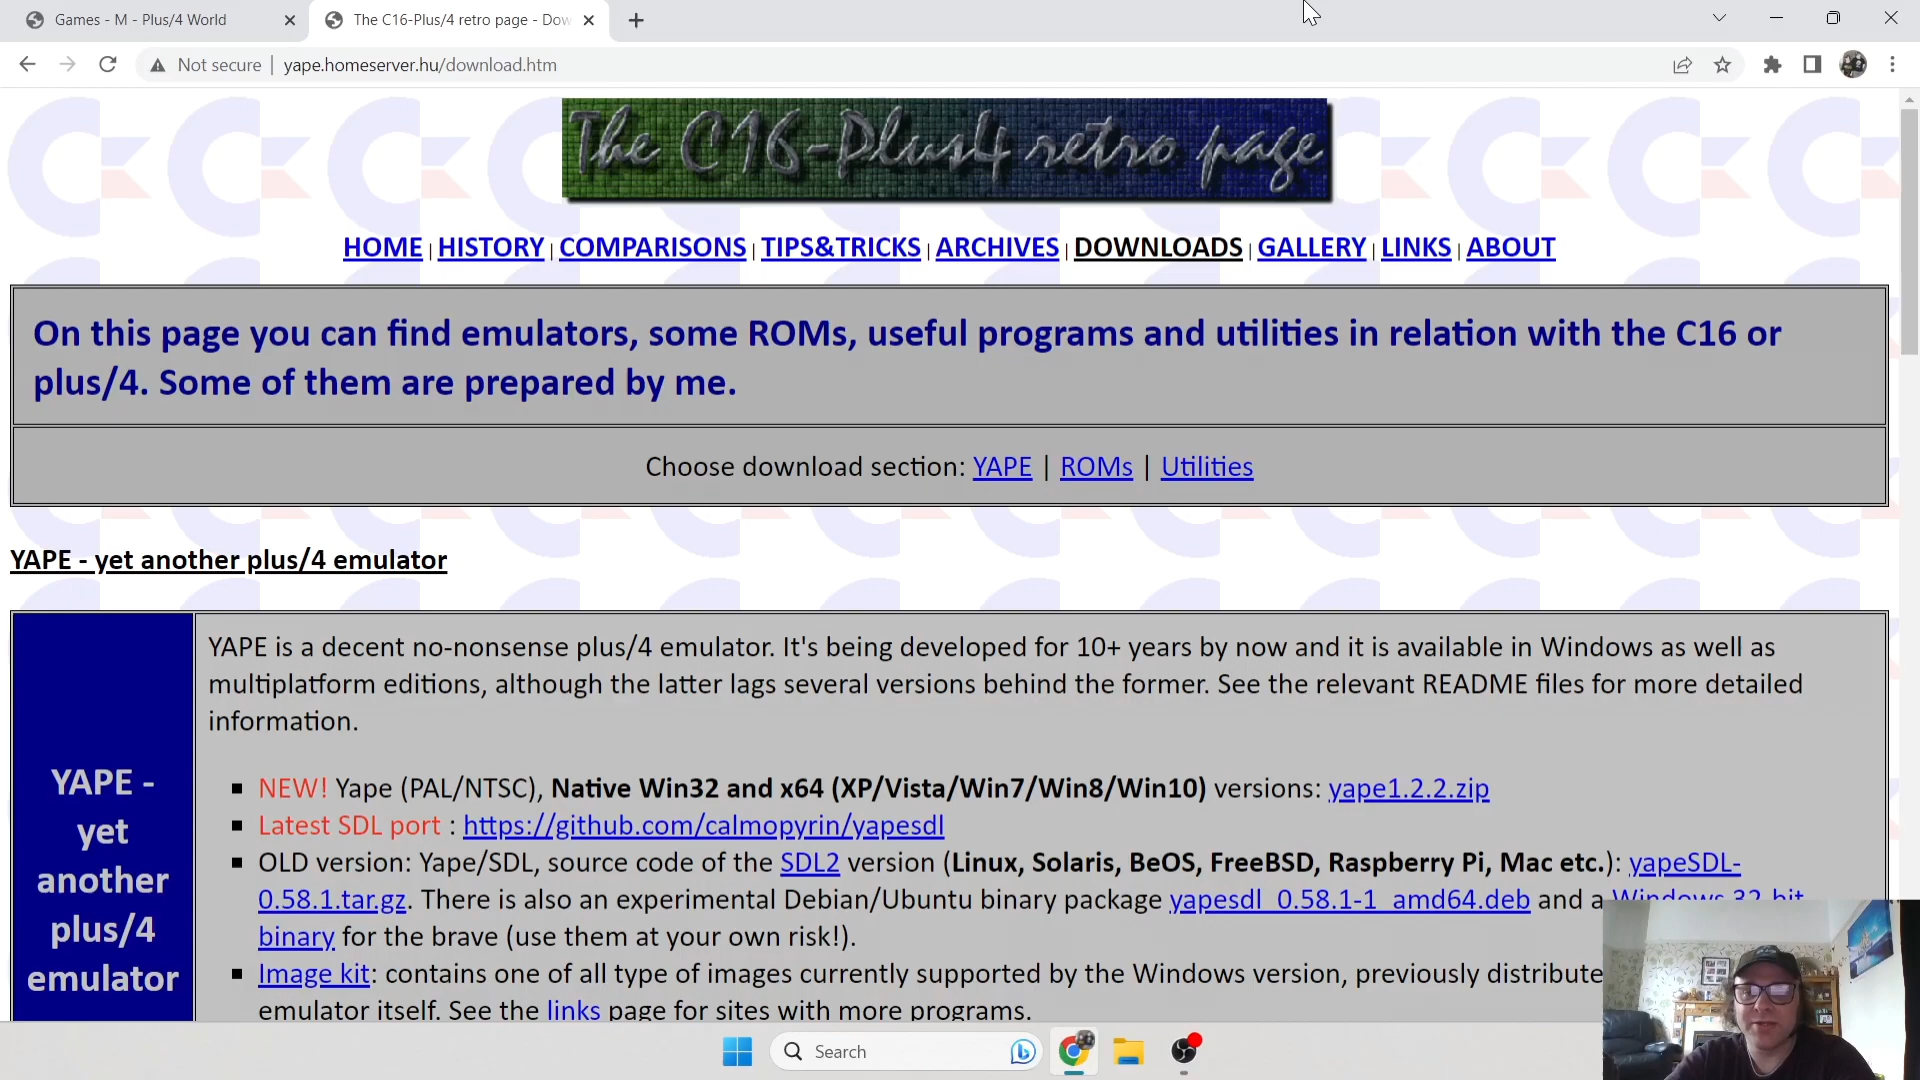 Games - M - Plus/4 World
The C16-Plus/4 retro page - Dow
Not secure | yape.homeserver.hu/download.htm
The C16-Plus4 retro page
HOME | HISTORY | COMPARISONS | TIPS&TRICKS | ARCHIVES | DOWNLOADS | GALLERY | LINKS | ABOUT
On this page you can find emulators, some ROMs, useful programs and utilities in relation with the C16 or
plus/4. Some of them are prepared by me.
Choose download section: YAPE | ROMs | Utilities
YAPE - yet another plus/4 emulator
YAPE -
yet
another
plus/4
emulator
YAPE is a decent no-nonsense plus/4 emulator. It's being developed for 10+ years by now and it is available in Windows as well as
multiplatform editions, although the latter lags several versions behind the former. See the relevant README files for more detailed
information.
NEW! Yape (PAL/NTSC), Native Win32 and x64 (XP/Vista/Win7/Win8/Win10) versions: yape1.2.2.zip
Latest SDL port : https://github.com/calmopyrin/yapesdl
OLD version: Yape/SDL, source code of the SDL2 version (Linux, Solaris, BeOS, FreeBSD, Raspberry Pi, Mac etc.): yapeSDL-
0.58.1.tar.gz. There is also an experimental Debian/Ubuntu binary package yapesdl_0.58.1-1_amd64.deb and a Windows 32-bit
binary for the brave (use them at your own risk!).
Image kit: contains one of all type of images currently supported by the Windows version, previously distribute
emulator itself. See the links page for sites with more programs.
Search